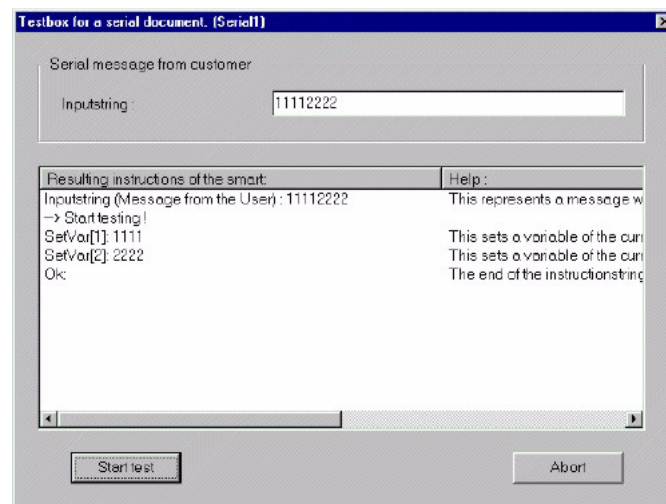 Testbox for a serial document. (Serial1)
Serial message from customer
Inputstring : 11112222
Resulting instructions of the smart: Help :
Inputstring (Message from the User) : 11112222 This represents a message w
--> Start testing !
SetVar[1]: 1111 This sets a variable of the curr
SetVar[2]: 2222 This sets a variable of the curr
Ok: The end of the instructionstring
Start test Abort